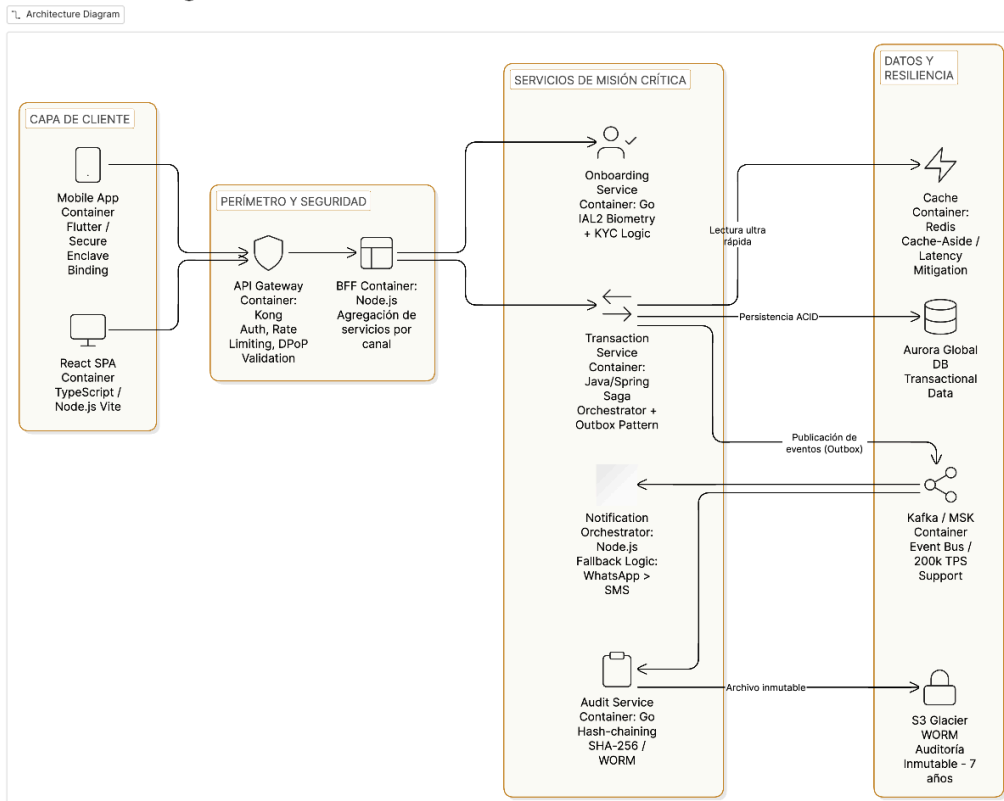 Architecture Diagram
CAPA DE CLIENTE
Mobile App
Container
Flutter /
Secure
Enclave
Binding
React SPA
Container
TypeScript /
Node.js Vite
PERÍMETRO Y SEGURIDAD
API Gateway
Container:
Kong
Auth, Rate
Limiting, DPoP
Validation
BFF Container:
Node.js
Agregación de
servicios por
canal
SERVICIOS DE MISIÓN CRÍTICA
Onboarding
Service
Container: Go
IAL2 Biometry
+ KYC Logic
Transaction
Service
Container:
Java/Spring
Saga
Orchestrator +
Outbox Pattern
Notification
Orchestrator:
Node.js
Fallback Logic:
WhatsApp >
SMS
Audit Service
Container: Go
Hash-chaining
SHA-256 /
WORM
Lectura ultra
rápida
Persistencia ACID
Publicación de
eventos (Outbox)
Archivo inmutable
DATOS Y
RESILIENCIA
Cache
Container:
Redis
Cache-Aside /
Latency
Mitigation
Aurora Global
DB
Transactional
Data
Kafka / MSK
Container
Event Bus /
200k TPS
Support
S3 Glacier
WORM
Auditoría
Inmutable - 7
años